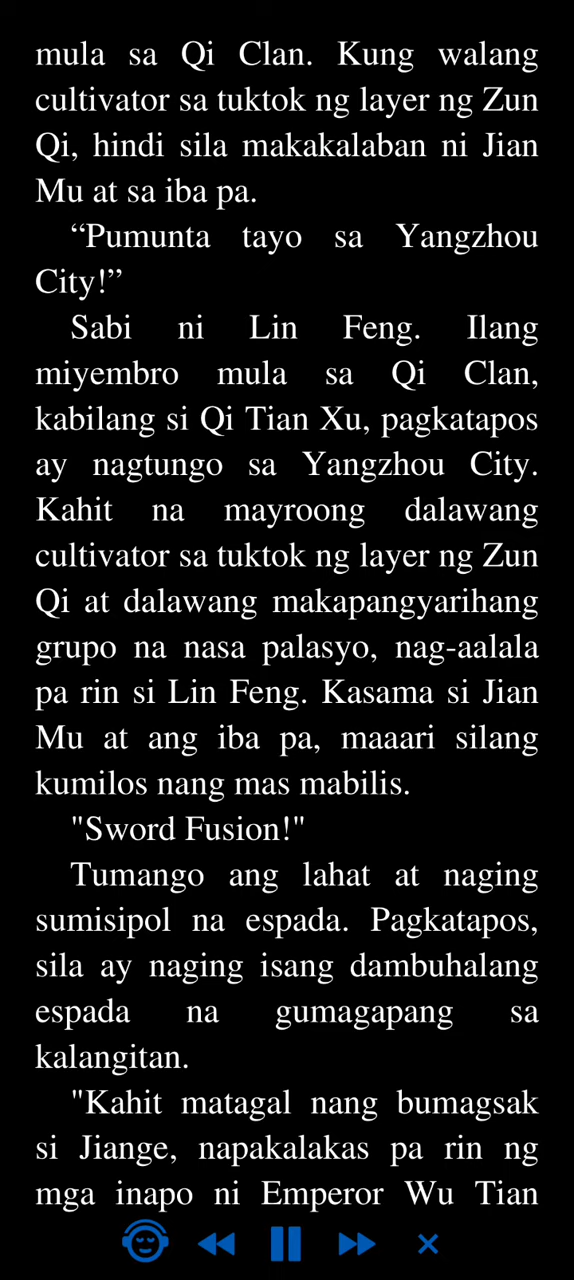 mula sa Qi Clan. Kung walang
cultivator sa tuktok ng layer ng Zun
Qi, hindi sila makakalaban ni Jian
Mu at sa iba pa.
“Pumunta tayo sa Yangzhou
City!”
Sabi ni Lin Feng. Ilang
miyembro mula sa Qi Clan,
kabilang si Qi Tian Xu, pagkatapos
ay nagtungo sa Yangzhou City.
Kahit na mayroong dalawang
cultivator sa tuktok ng layer ng Zun
Qi at dalawang makapangyarihang
grupo na nasa palasyo, nag-aalala
pa rin si Lin Feng. Kasama si Jian
Mu at ang iba pa, maaari silang
kumilos nang mas mabilis.
"Sword Fusion!"
Tumango ang lahat at naging
sumisipol na espada. Pagkatapos,
sila ay naging isang dambuhalang
espada na gumagapang sa
kalangitan.
"Kahit matagal nang bumagsak
si Jiange, napakalakas pa rin ng
mga inapo ni Emperor Wu Tian